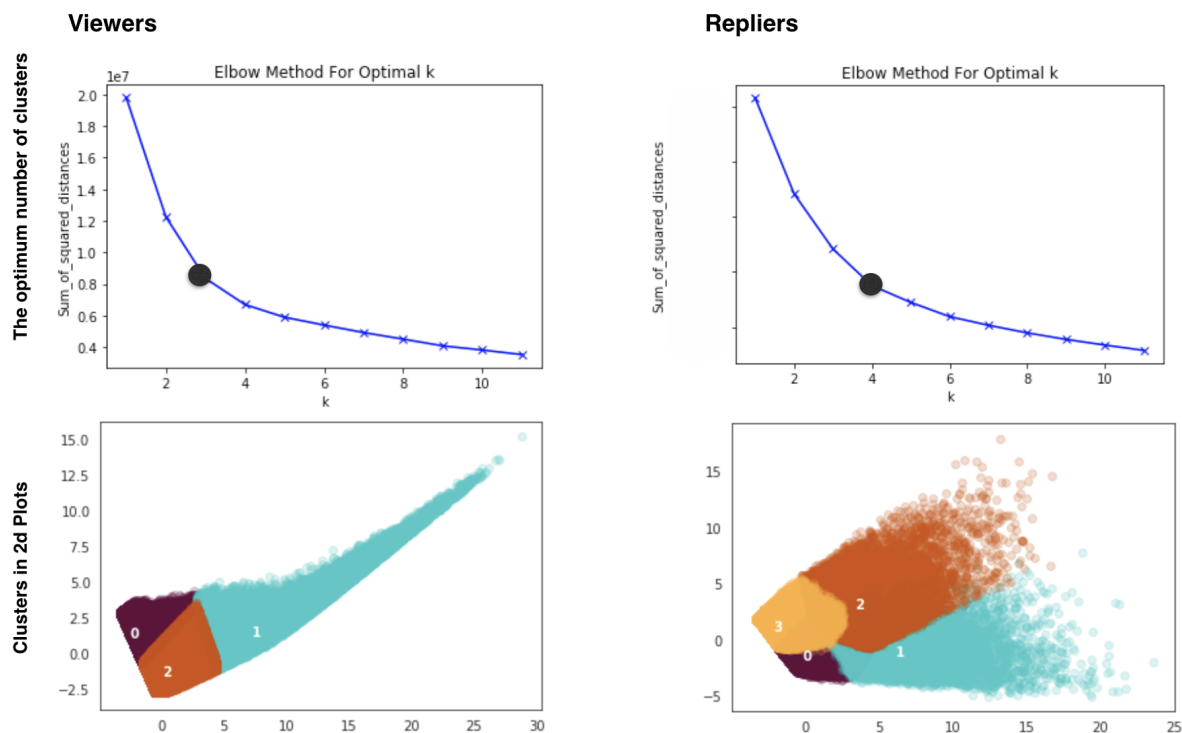 Viewers
Repliers
The optimum number of clusters
Elbow Method For Optimal k
1e7
2.0
1.8
1.6
1.4
1.2
1.0
0.8
0.6
0.4
Sum_of_squared_distances
2 4 6 8 10
k
Elbow Method For Optimal k
Sum_of_squared_distances
2 4 6 8 10
k
Clusters in 2d Plots
15.0
12.5
10.0
7.5
5.0
2.5
0.0
−2.5
0
1
2
0 5 10 15 20 25 30
15
10
5
0
−5
2
3
0
1
0 5 10 15 20 25